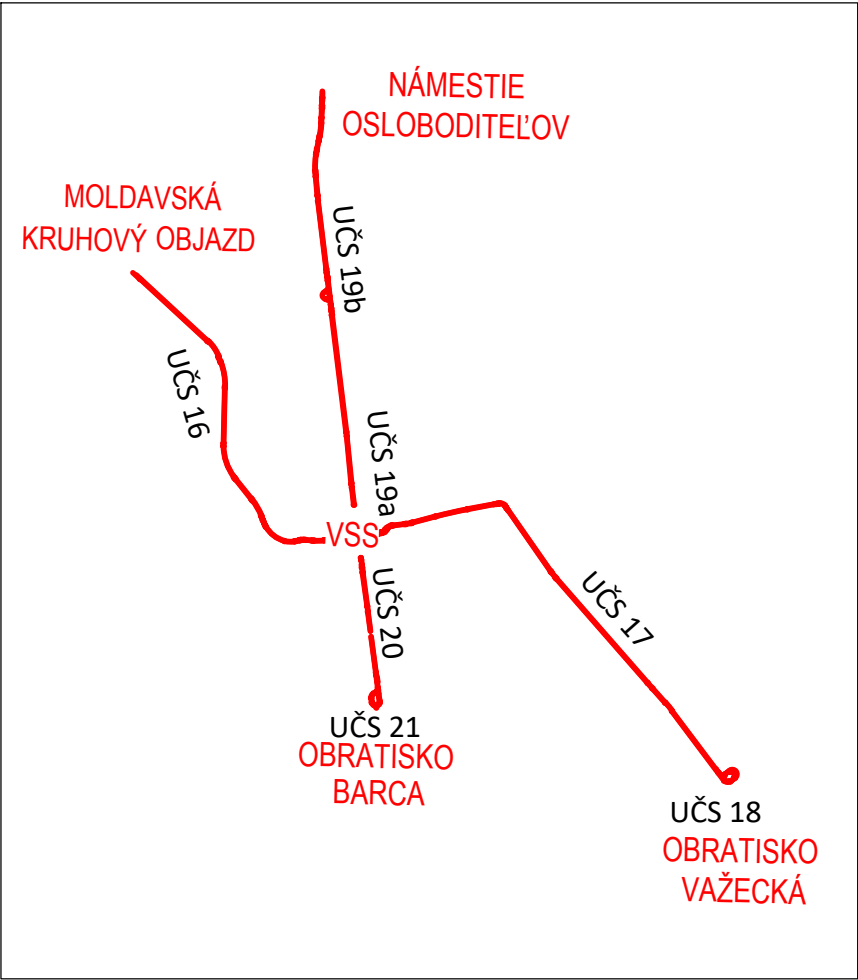 NÁMESTIE
OSLOBODITEĽOV
MOLDAVSKÁ
KRUHOVÝ OBJAZD
UČS 19b
UČS 16
UČS 19a
VSS
UČS 20
UČS 17
UČS 21
OBRATISKO
BARCA
UČS 18
OBRATISKO
VAŽECKÁ